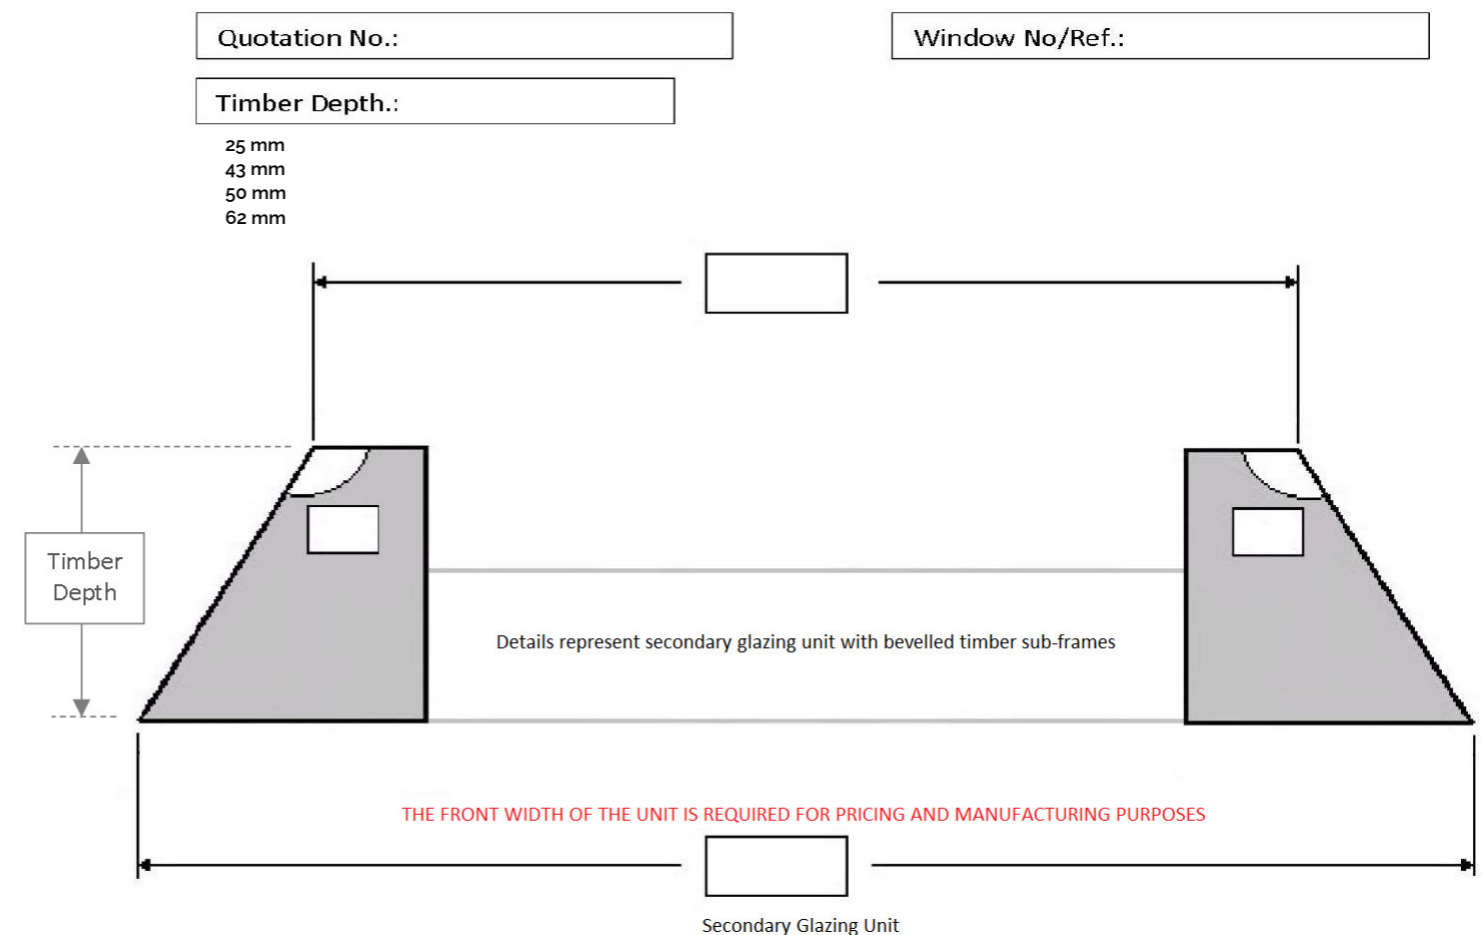 Quotation No.:
Window No/Ref.:
Timber Depth.:
25 mm
43 mm
50 mm
62 mm
Timber
Depth
Details represent secondary glazing unit with bevelled timber sub-frames
THE FRONT WIDTH OF THE UNIT IS REQUIRED FOR PRICING AND MANUFACTURING PURPOSES
Secondary Glazing Unit